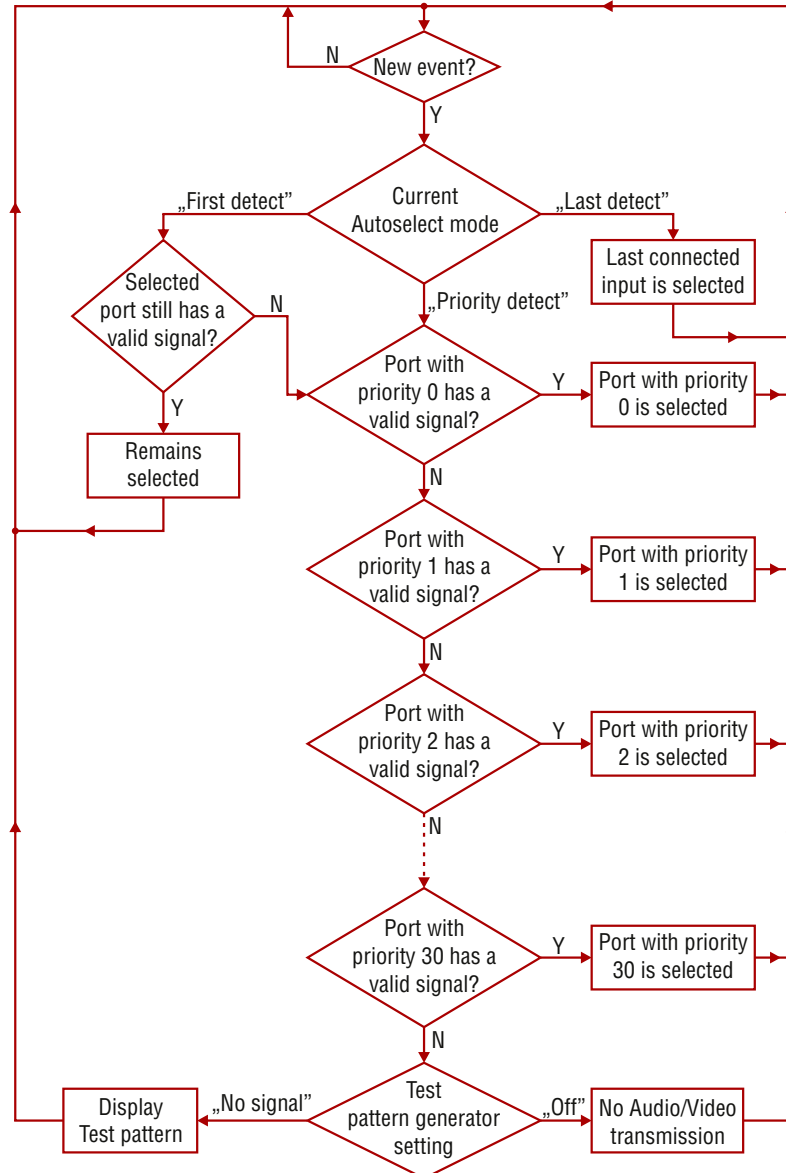 N
New event?
Y
„First detect”
Current
Autoselect mode
„Last detect”
Selected
port still has a
valid signal?
N
Last connected
input is selected
„Priority detect”
Y
Remains
selected
Port with
priority 0 has a
valid signal?
Y
Port with priority
0 is selected
N
Port with
priority 1 has a
valid signal?
Y
Port with priority
1 is selected
N
Port with
priority 2 has a
valid signal?
Y
Port with priority
2 is selected
N
Port with
priority 30 has a
valid signal?
Y
Port with priority
30 is selected
N
Display
Test pattern
„No signal”
Test
pattern generator
setting
„Off”
No Audio/Video
transmission